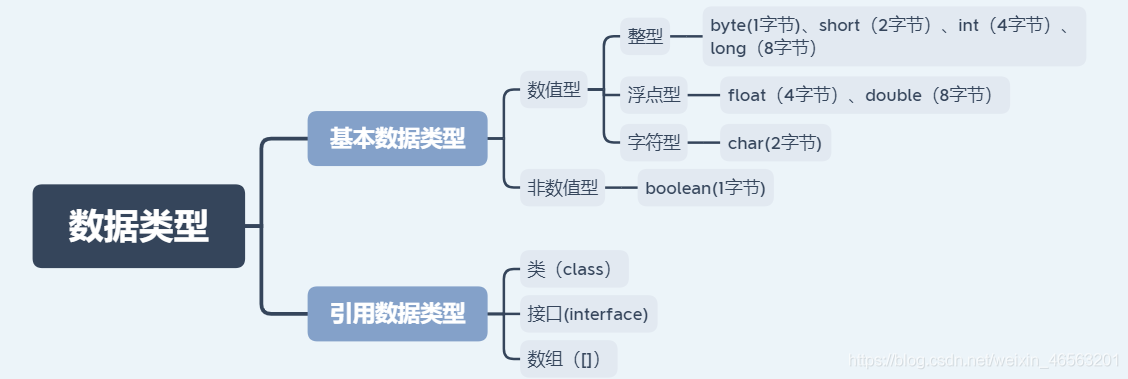 数据类型
基本数据类型
数值型
整型
byte(1字节)、short（2字节）、int（4字节）、
long（8字节）
浮点型
float（4字节）、double（8字节）
字符型
char(2字节)
非数值型
boolean(1字节)
引用数据类型
类（class）
接口(interface)
数组（[]）
https://blog.csdn.net/weixin_46563201